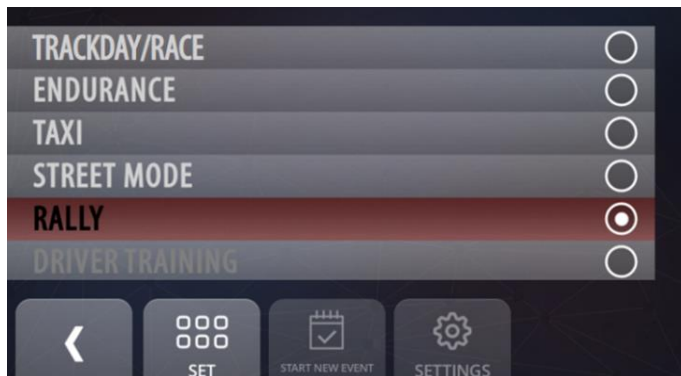 TRACKDAY/RACE
ENDURANCE
TAXI
STREET MODE
RALLY
DRIVER TRAINING
SET
START NEW EVENT
SETTINGS